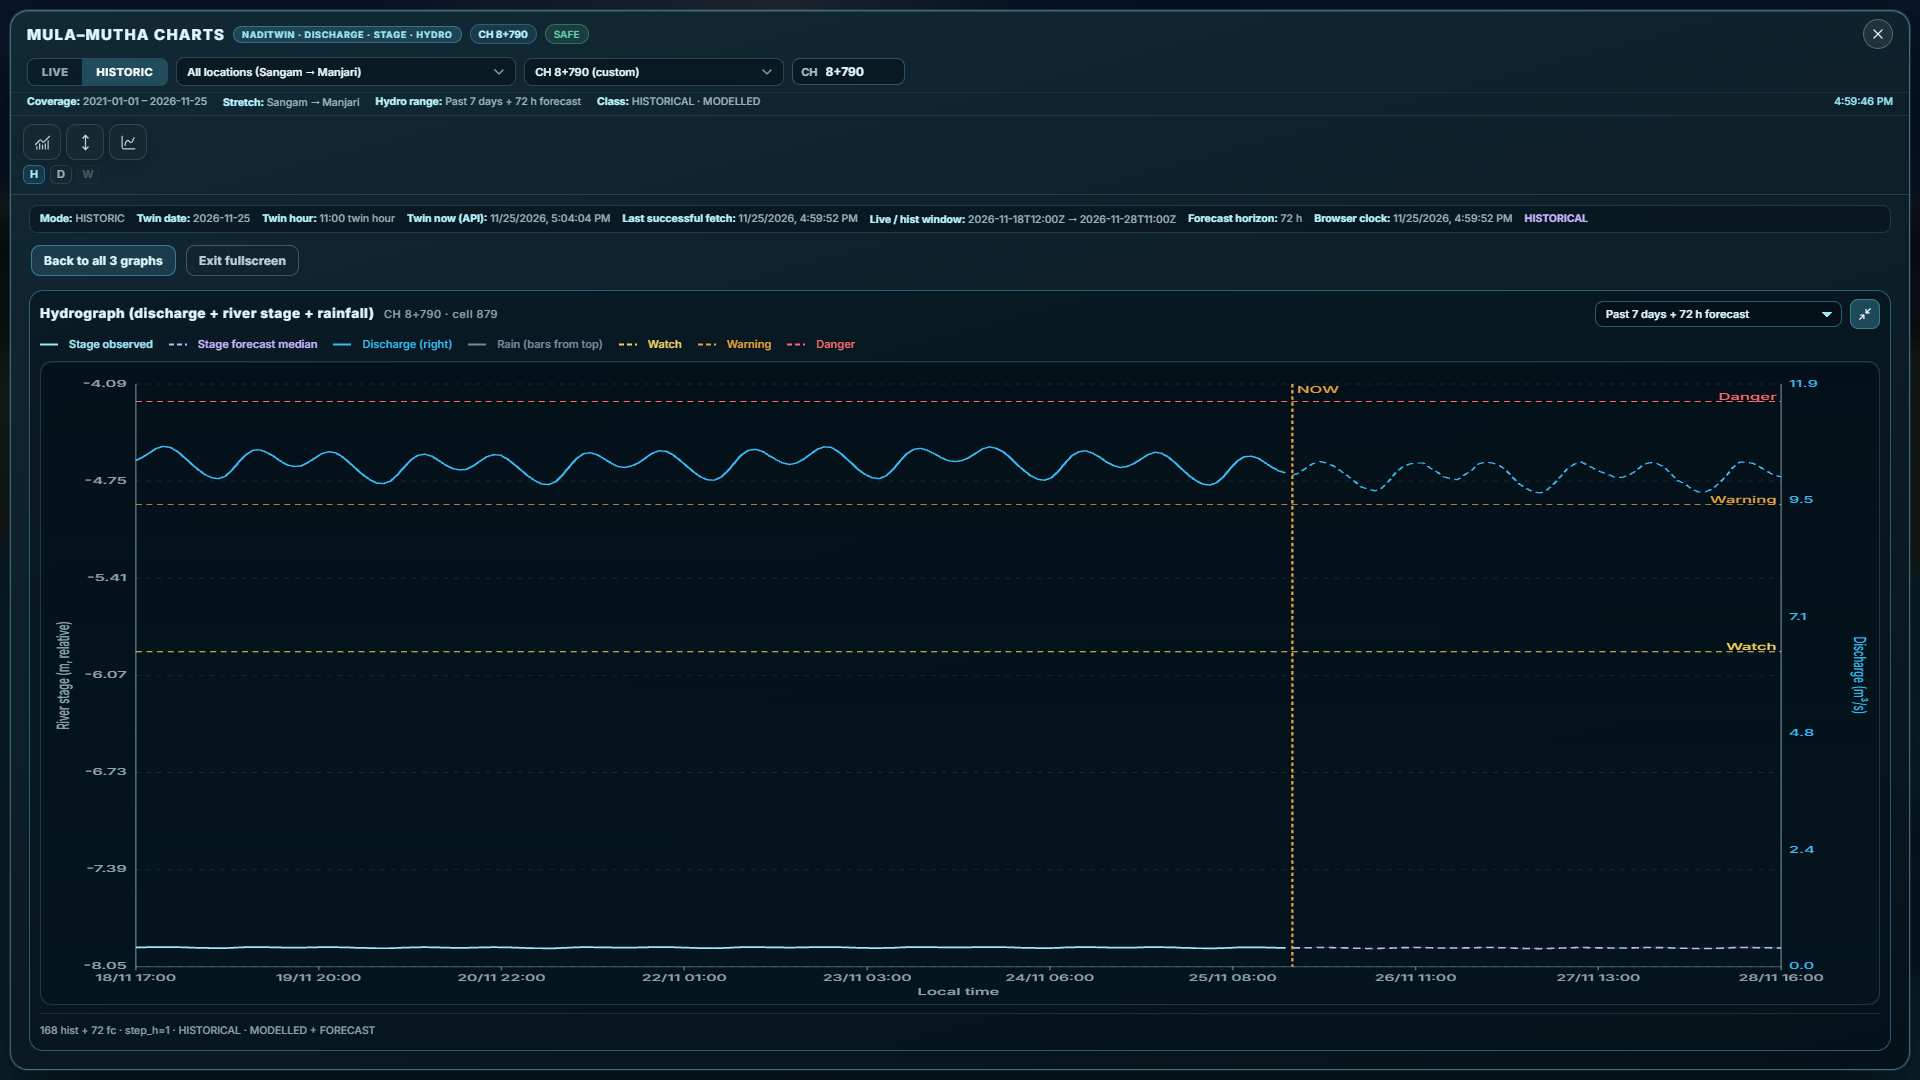 MULA–MUTHA CHARTS NADITWIN · DISCHARGE · STAGE · HYDRO CH 8+790 SAFE
LIVE HISTORIC All locations (Sangam → Manjari) CH 8+790 (custom) CH 8+790
Coverage: 2021-01-01 – 2026-11-25 Stretch: Sangam → Manjari Hydro range: Past 7 days + 72 h forecast Class: HISTORICAL · MODELLED 4:59:46 PM
H D W
Mode: HISTORIC Twin date: 2026-11-25 Twin hour: 11:00 twin hour Twin now (API): 11/25/2026, 5:04:04 PM Last successful fetch: 11/25/2026, 4:59:52 PM Live / hist window: 2026-11-18T12:00Z → 2026-11-28T11:00Z Forecast horizon: 72 h Browser clock: 11/25/2026, 4:59:52 PM HISTORICAL
Back to all 3 graphs Exit fullscreen
Hydrograph (discharge + river stage + rainfall) CH 8+790 · cell 879 Past 7 days + 72 h forecast
Stage observed Stage forecast median Discharge (right) Rain (bars from top) Watch Warning Danger
−4.09 NOW 11.9
Danger
−4.75
Warning 9.5
−5.41
7.1
Watch
−6.07
River stage (m, relative)
Discharge (m³/s)
4.8
−6.73
2.4
−7.39
−8.05 0.0
18/11 17:00 19/11 20:00 20/11 22:00 22/11 01:00 23/11 03:00 24/11 06:00 25/11 08:00 26/11 11:00 27/11 13:00 28/11 16:00
Local time
168 hist + 72 fc · step_h=1 · HISTORICAL · MODELLED + FORECAST